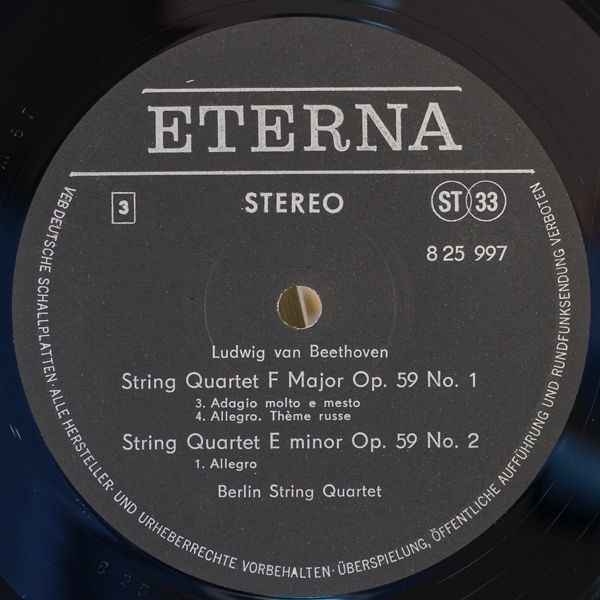 ETERNA
3
STEREO
ST 33
8 25 997
Ludwig van Beethoven
String Quartet F Major Op. 59 No. 1
3. Adagio molto e mesto
4. Allegro. Thème russe
String Quartet E minor Op. 59 No. 2
1. Allegro
Berlin String Quartet
VEB DEUTSCHE SCHALLPLATTEN · ALLE HERSTELLER- UND URHEBERRECHTE VORBEHALTEN · ÜBERSPIELUNG, ÖFFENTLICHE AUFFÜHRUNG UND RUNDFUNKSENDUNG VERBOTEN